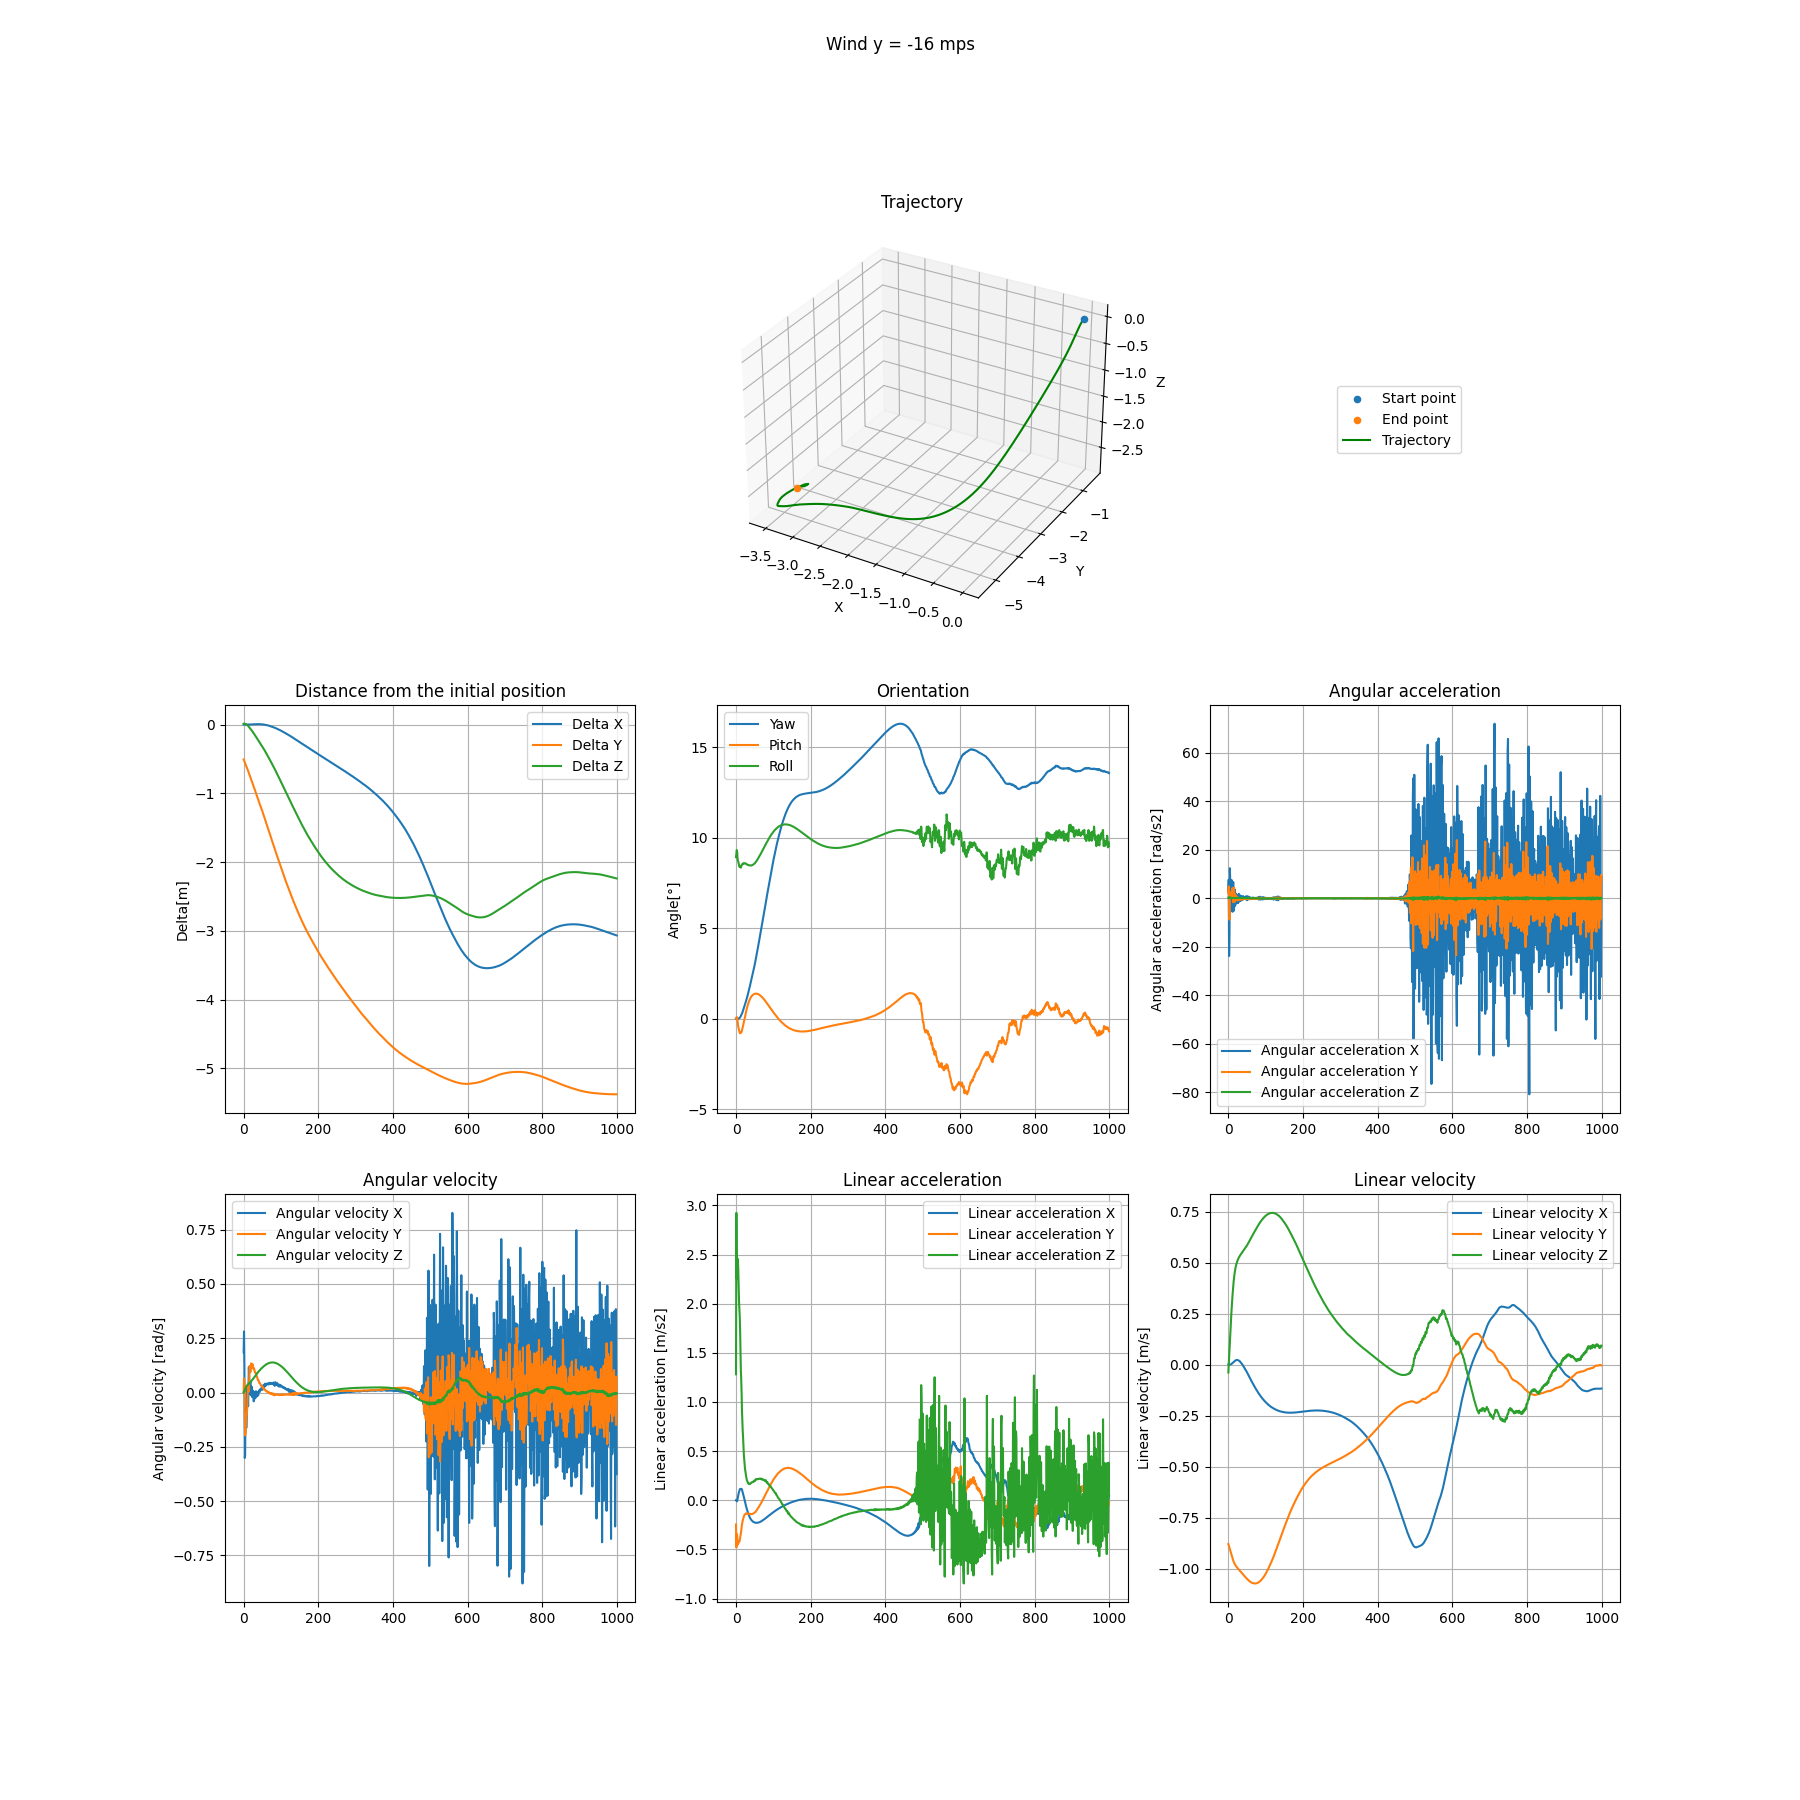 Wind y = -16 mps
Trajectory
0.0
−0.5
−1.0
−1.5
−2.0
−2.5
Z
Start point
End point
Trajectory
−3.5
−3.0
−2.5
−2.0
−1.5
−1.0
−0.5
0.0
X
−1
−2
−3
−4
−5
Y
Distance from the initial position
Delta X
Delta Y
Delta Z
0
−1
−2
−3
−4
−5
Delta[m]
0 200 400 600 800 1000
Orientation
Yaw
Pitch
Roll
15
10
5
0
−5
Angle[°]
0 200 400 600 800 1000
Angular acceleration
60
40
20
0
−20
−40
−60
−80
Angular acceleration [rad/s2]
Angular acceleration X
Angular acceleration Y
Angular acceleration Z
0 200 400 600 800 1000
Angular velocity
Angular velocity X
Angular velocity Y
Angular velocity Z
0.75
0.50
0.25
0.00
−0.25
−0.50
−0.75
Angular velocity [rad/s]
0 200 400 600 800 1000
Linear acceleration
Linear acceleration X
Linear acceleration Y
Linear acceleration Z
3.0
2.5
2.0
1.5
1.0
0.5
0.0
−0.5
−1.0
Linear acceleration [m/s2]
0 200 400 600 800 1000
Linear velocity
Linear velocity X
Linear velocity Y
Linear velocity Z
0.75
0.50
0.25
0.00
−0.25
−0.50
−0.75
−1.00
Linear velocity [m/s]
0 200 400 600 800 1000